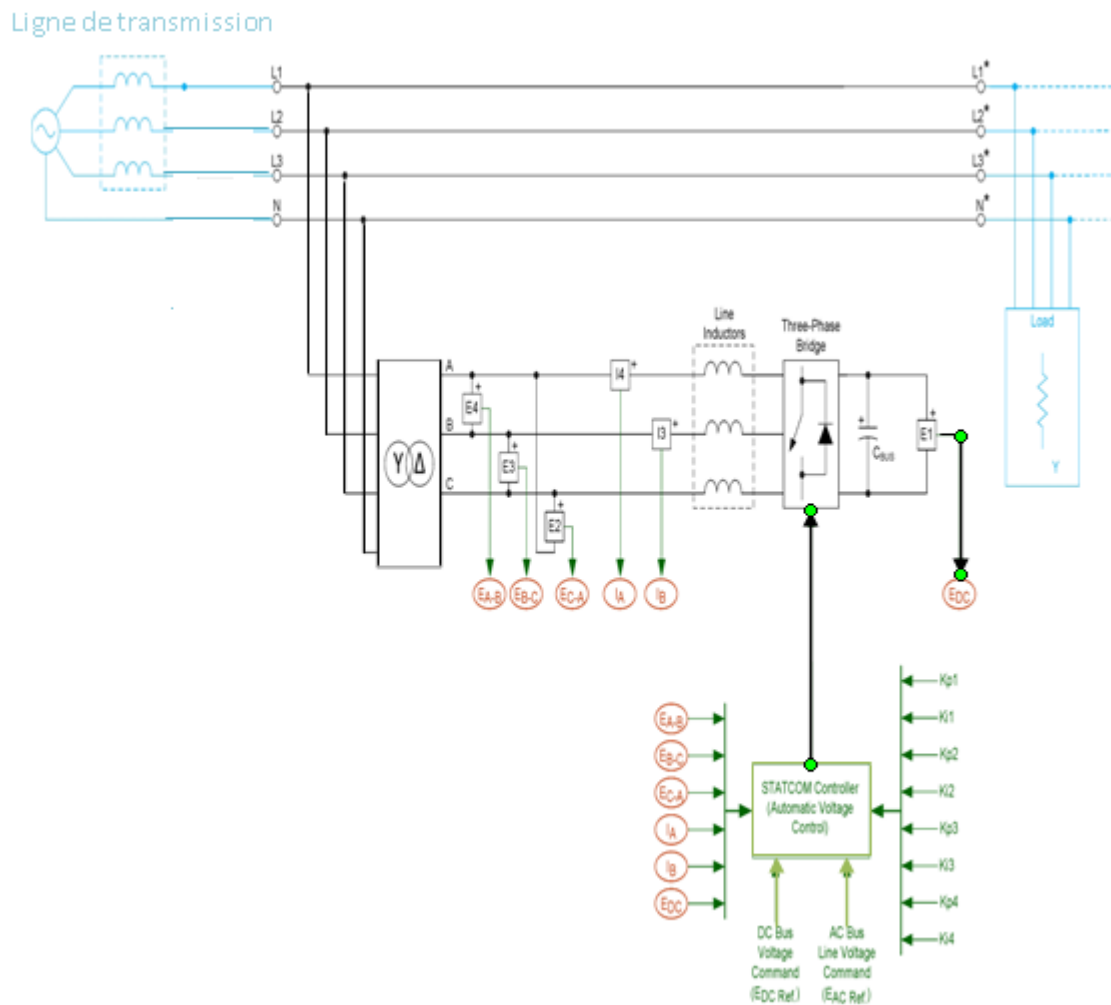 Ligne de transmission
L1
L1*
L2
L2*
L3
L3*
N
N*
Load
Y
Line
Inductors
Three-Phase
Bridge
A
I4
+
E4
+
B
I3
+
E3
+
C
E2
+
Y Δ
+
CBUS
E1
+
EA-B
EB-C
EC-A
IA
IB
EDC
EA-B
EB-C
EC-A
IA
IB
EDC
STATCOM Controller
(Automatic Voltage
Control)
Kp1
Ki1
Kp2
Ki2
Kp3
Ki3
Kp4
Ki4
DC Bus
Voltage
Command
(EDC Ref.)
AC Bus
Line Voltage
Command
(EAC Ref.)